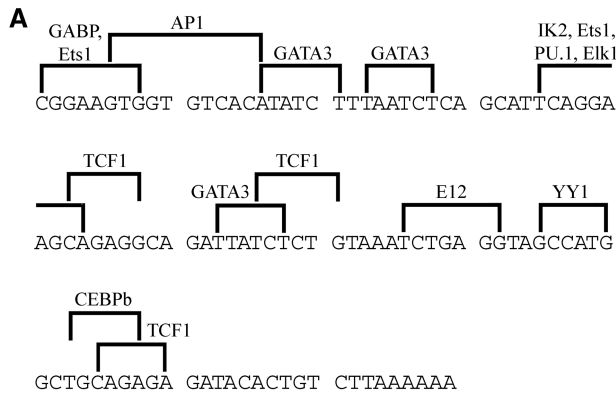 A
GABP, AP1 IK2, Ets1,
Ets1 GATA3 GATA3 PU.1, Elk1
CGGAAGTGGT GTCACATATC TTTAATCTCA GCATTCAGGA
TCF1 TCF1
GATA3 E12 YY1
AGCAGAGGCA GATTATCTCT GTAAATCTGA GGTAGCCATG
CEBPb
TCF1
GCTGCAGAGA GATACACTGT CTTAAAAAA